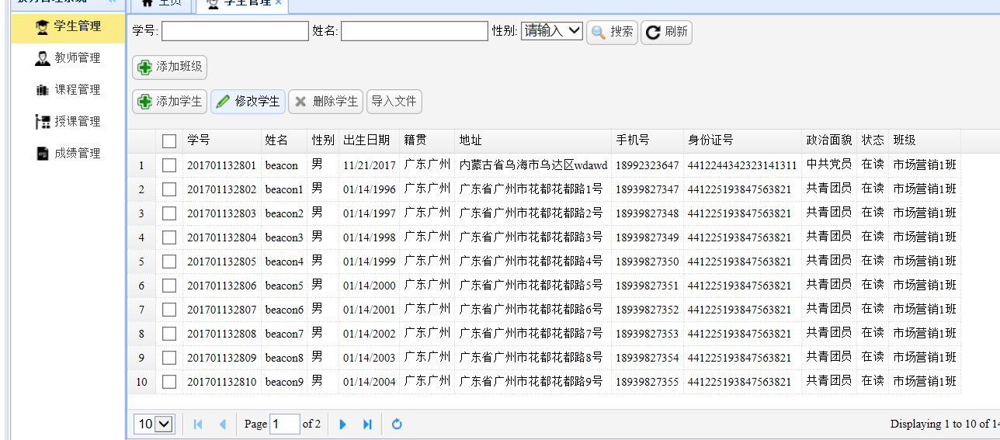 主页
学生管理
学生管理
教师管理
课程管理
授课管理
成绩管理
学号: 姓名: 性别: 请输入 搜索 刷新
添加班级
添加学生 修改学生 删除学生 导入文件
学号 姓名 性别 出生日期 籍贯 地址 手机号 身份证号 政治面貌 状态 班级
1 201701132801 beacon 男 11/21/2017 广东广州 内蒙古省乌海市乌达区wdawd 18992323647 4412244342323141311 中共党员 在读 市场营销1班
2 201701132802 beacon1 男 01/14/1996 广东广州 广东省广州市花都花都路1号 18939827347 441225193847563821 共青团员 在读 市场营销1班
3 201701132803 beacon2 男 01/14/1997 广东广州 广东省广州市花都花都路2号 18939827348 441225193847563821 共青团员 在读 市场营销1班
4 201701132804 beacon3 男 01/14/1998 广东广州 广东省广州市花都花都路3号 18939827349 441225193847563821 共青团员 在读 市场营销1班
5 201701132805 beacon4 男 01/14/1999 广东广州 广东省广州市花都花都路4号 18939827350 441225193847563821 共青团员 在读 市场营销1班
6 201701132806 beacon5 男 01/14/2000 广东广州 广东省广州市花都花都路5号 18939827351 441225193847563821 共青团员 在读 市场营销1班
7 201701132807 beacon6 男 01/14/2001 广东广州 广东省广州市花都花都路6号 18939827352 441225193847563821 共青团员 在读 市场营销1班
8 201701132808 beacon7 男 01/14/2002 广东广州 广东省广州市花都花都路7号 18939827353 441225193847563821 共青团员 在读 市场营销1班
9 201701132809 beacon8 男 01/14/2003 广东广州 广东省广州市花都花都路8号 18939827354 441225193847563821 共青团员 在读 市场营销1班
10 201701132810 beacon9 男 01/14/2004 广东广州 广东省广州市花都花都路9号 18939827355 441225193847563821 共青团员 在读 市场营销1班
10 Page 1 of 2 Displaying 1 to 10 of 14